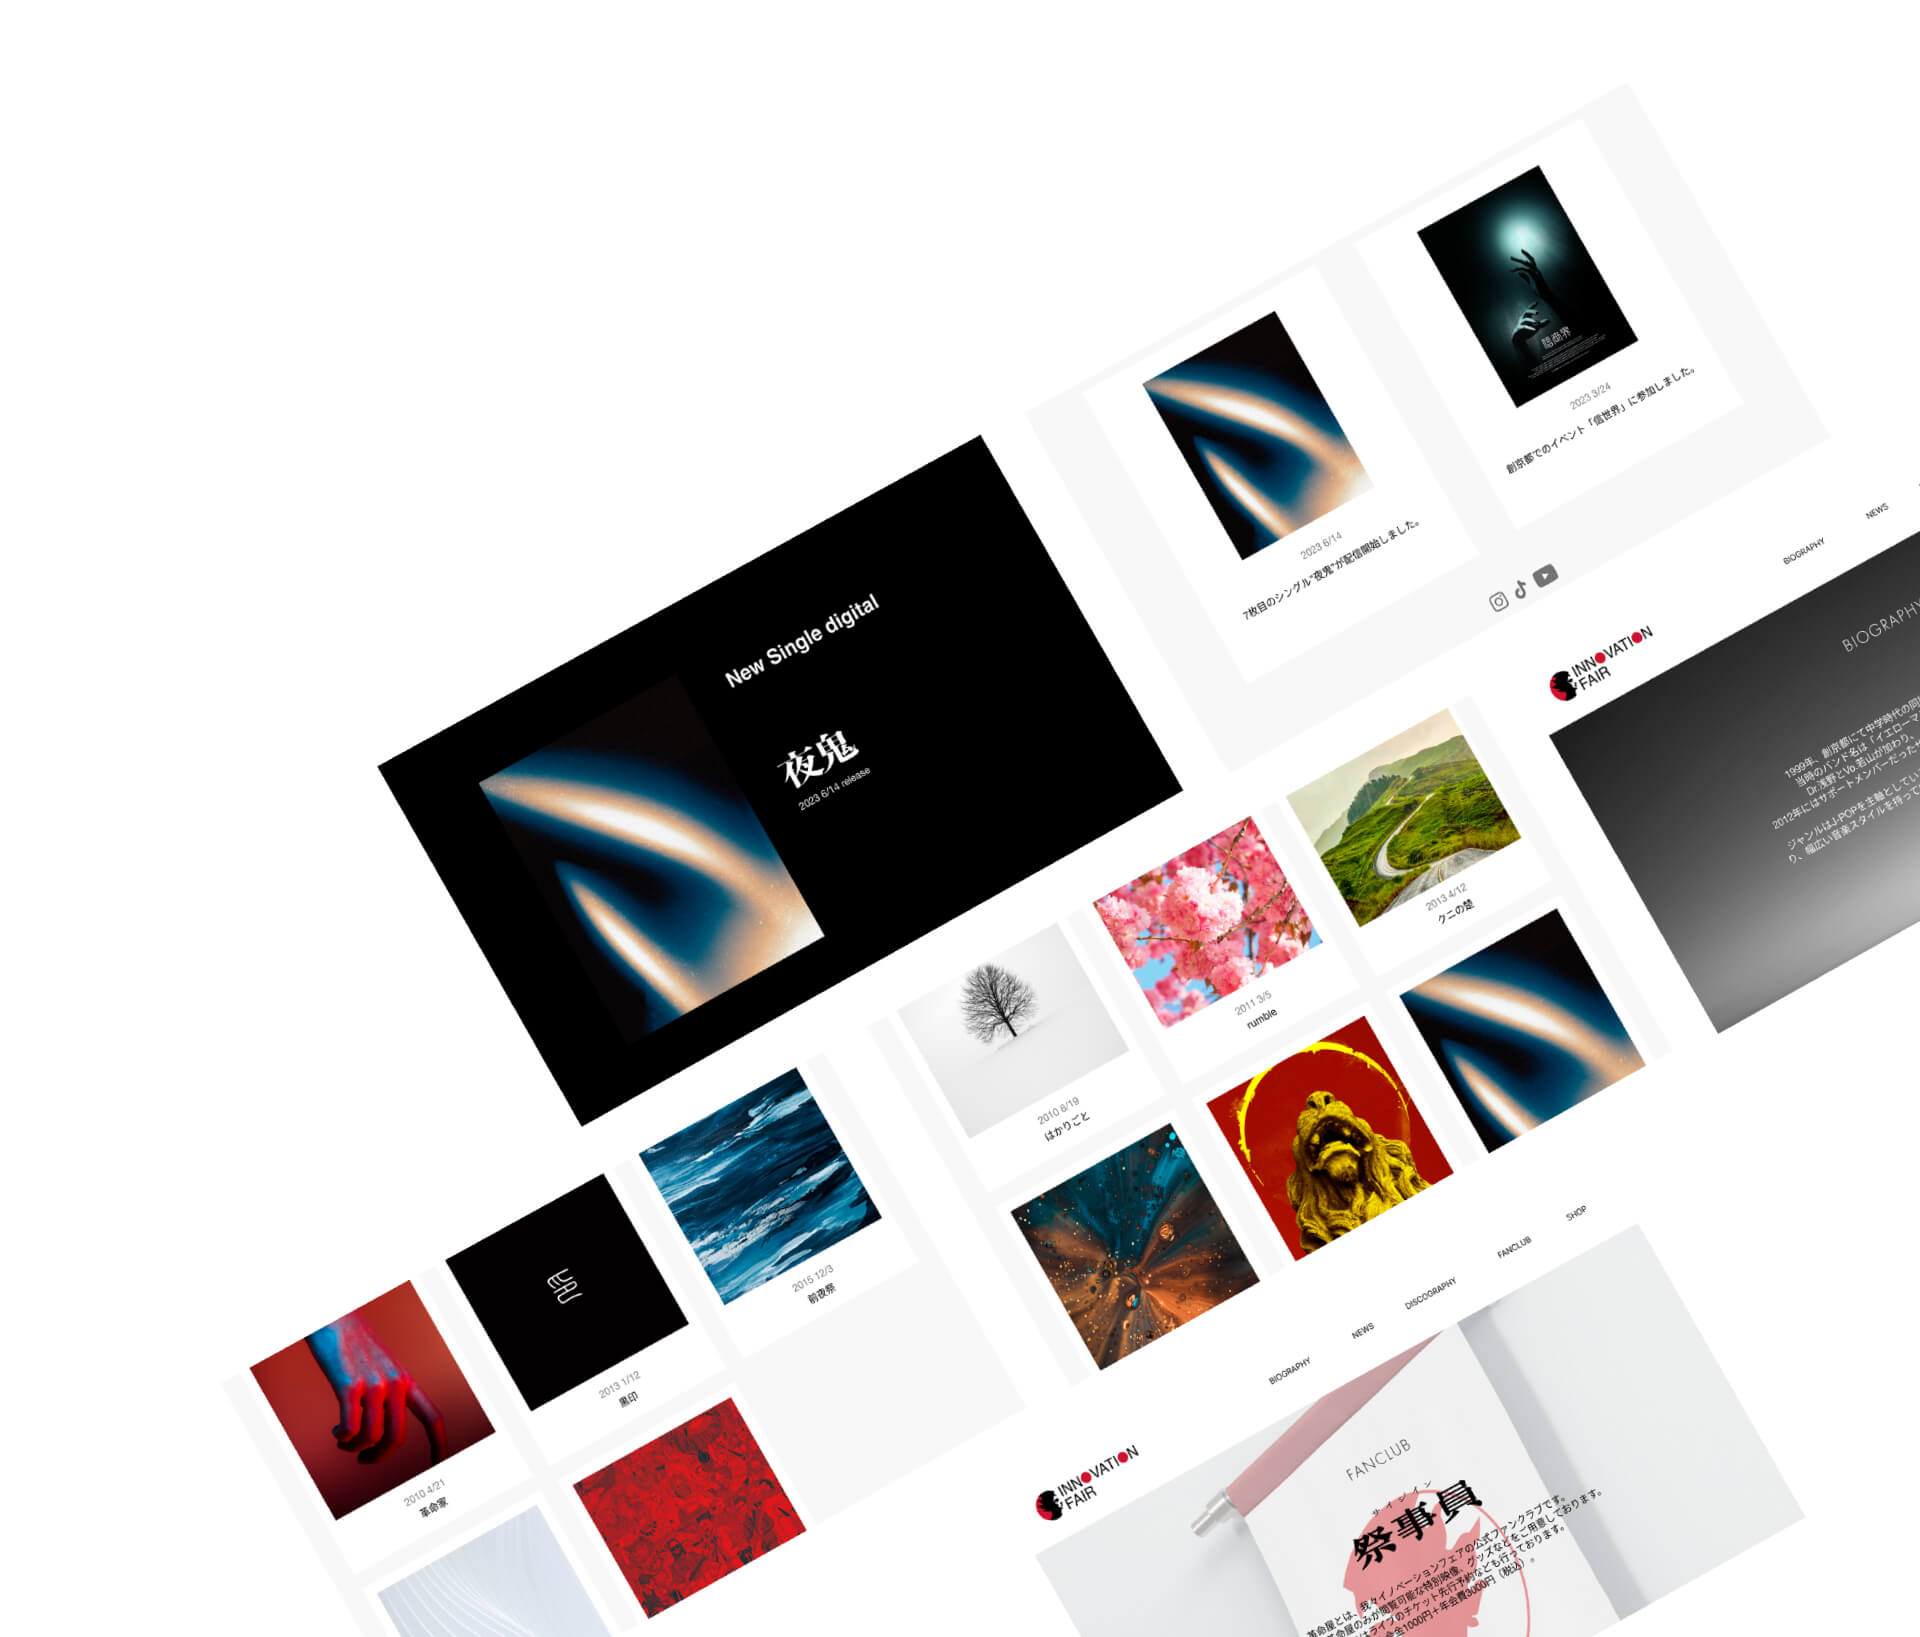 暗商界
2023 3/24
創京都でのイベント「信世界」に参加しました。
2023 6/14
7枚目のシングル"夜鬼"が配信開始しました。
New Single digital
夜鬼
2023 6/14 release
BIOGRAPHY
NEWS
INNOVATION
FAIR
BIOGRAPHY
1999年、創京都にて中学時代の同
当時のバンド名は「イエローマ
Dr.浅野とVo.若山が加わり、
2012年にはサポートメンバーだった
ジャンルはJ-POPを主軸としてい
り、幅広い音楽スタイルを持って
2013 4/12
クニの楚
2011 3/5
rumble
2010 8/19
はかりごと
2015 12/3
前夜祭
2013 1/12
黒印
2010 4/21
革命家
BIOGRAPHY
NEWS
DISCOGRAPHY
FANCLUB
SHOP
INNOVATION
FAIR
FANCLUB
サイジイン
祭事員
革命屋とは、我々イノベーションフェアの公式ファンクラブです。
革命屋のみが閲覧可能な特別映像、グッズなどをご用意しております。
はライブのチケット先行予約なども行っております。
会金1000円＋年会費3000円（税込）。